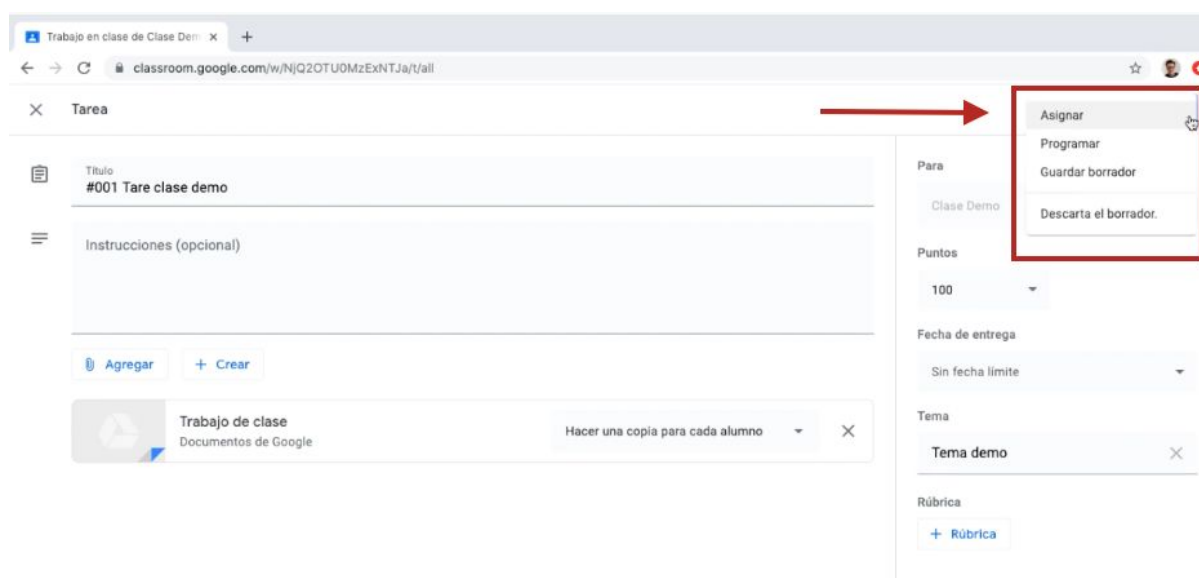 Trabajo en clase de Clase Dem
classroom.google.com/w/NjQ2OTU0MzExNTJa/t/all
Tarea
Asignar
Programar
Guardar borrador
Descarta el borrador.
Título
#001 Tare clase demo
Instrucciones (opcional)
Agregar
+ Crear
Trabajo de clase
Documentos de Google
Hacer una copia para cada alumno
Para
Clase Demo
Puntos
100
Fecha de entrega
Sin fecha límite
Tema
Tema demo
Rúbrica
+ Rúbrica